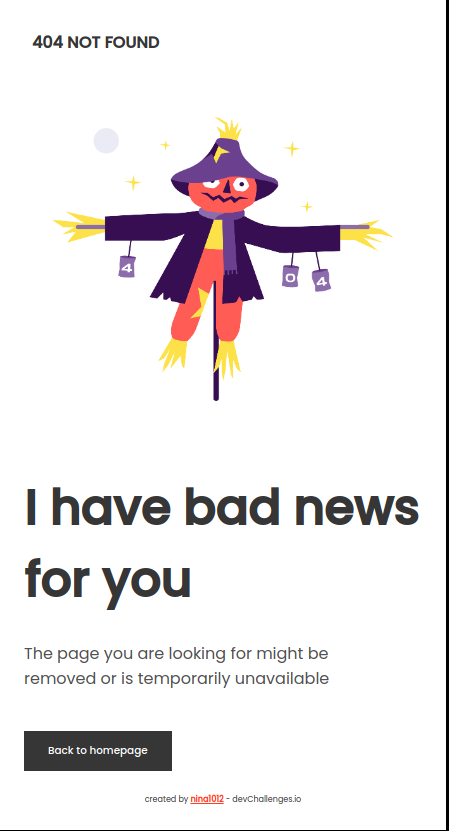 404 NOT FOUND
4
0
4
I have bad news
for you
The page you are looking for might be
removed or is temporarily unavailable
Back to homepage
created by nina1012 - devChallenges.io